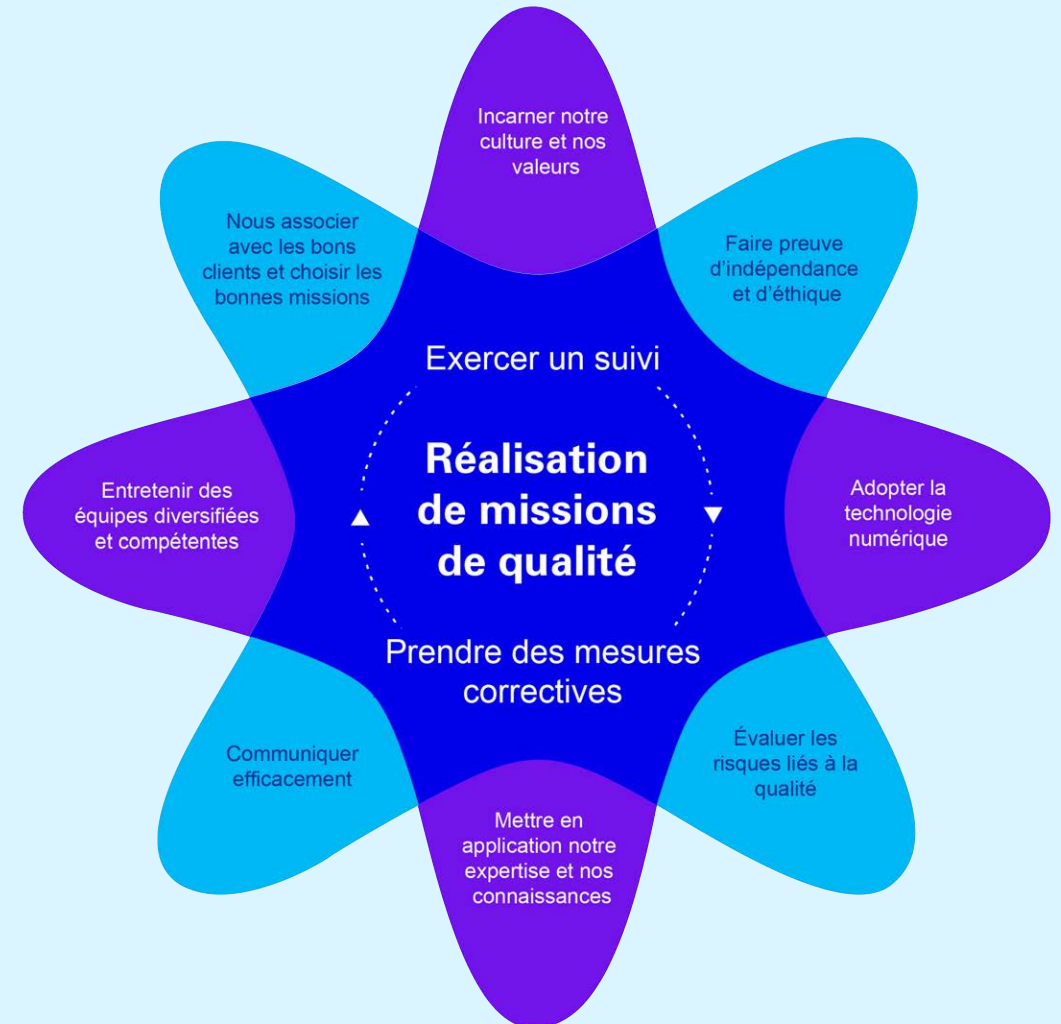 Incarner notre
culture et nos
valeurs
Nous associer
avec les bons
clients et choisir les
bonnes missions
Faire preuve
d’indépendance
et d’éthique
Exercer un suivi
Réalisation
de missions
de qualité
Prendre des mesures
correctives
Entretenir des
équipes diversifiées
et compétentes
Adopter la
technologie
numérique
Communiquer
efficacement
Évaluer les
risques liés à la
qualité
Mettre en
application notre
expertise et nos
connaissances